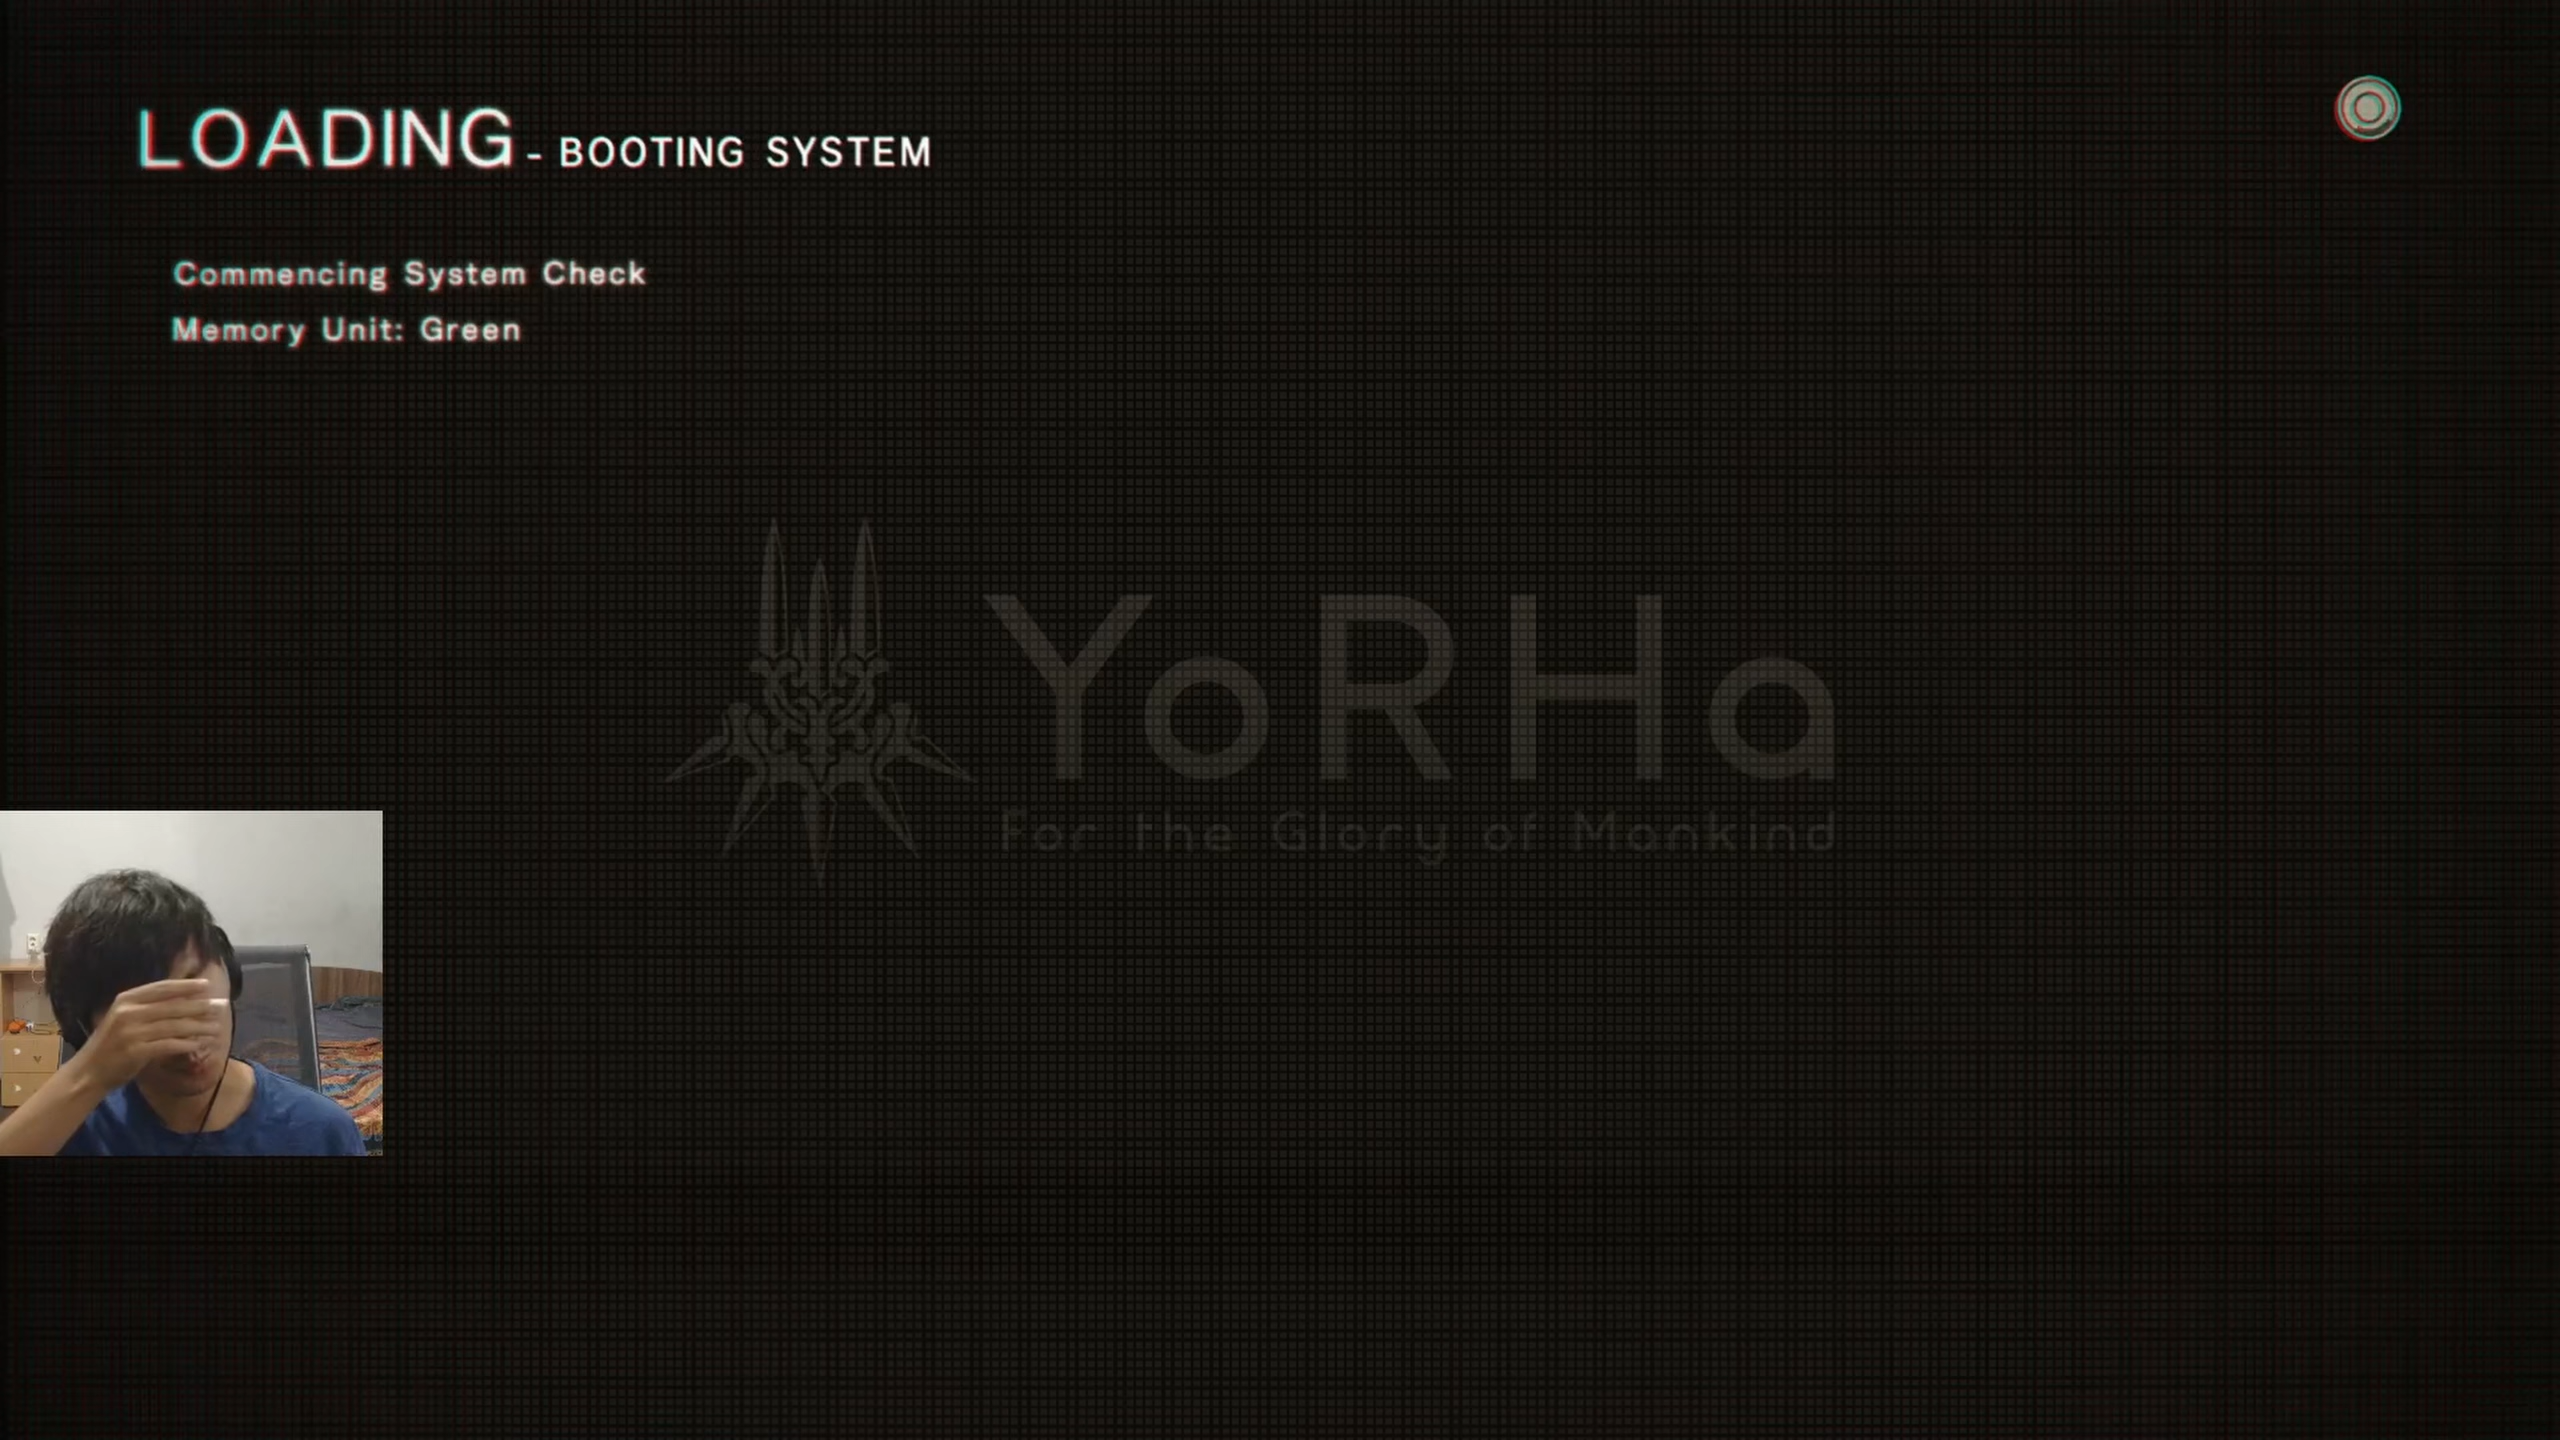 LOADING - BOOTING SYSTEM
Commencing System Check
Memory Unit: Green
YoRHa
For the Glory of Mankind